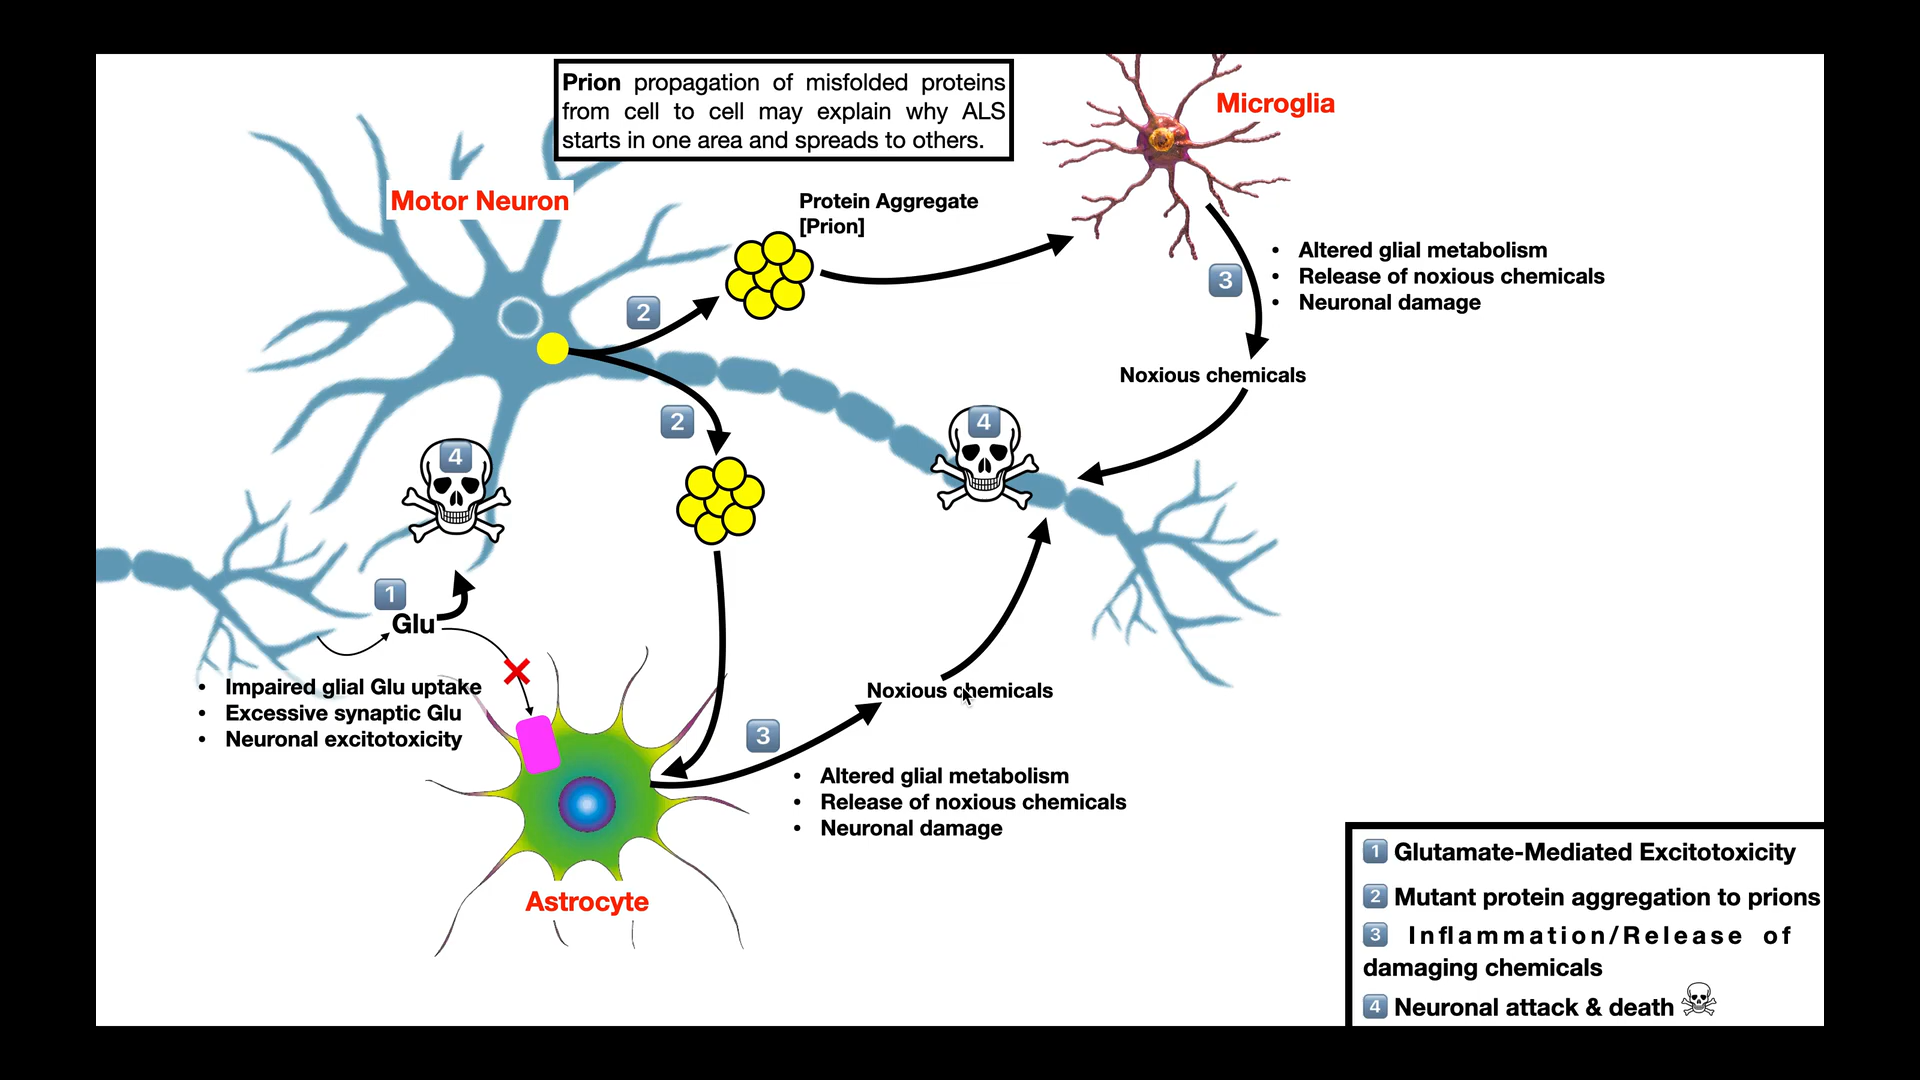 Prion propagation of misfolded proteins
from cell to cell may explain why ALS
starts in one area and spreads to others.
Microglia
Motor Neuron
Protein Aggregate
[Prion]
2
3
• Altered glial metabolism
• Release of noxious chemicals
• Neuronal damage
Noxious chemicals
2
4
4
1
Glu
• Impaired glial Glu uptake
• Excessive synaptic Glu
• Neuronal excitotoxicity
Noxious chemicals
3
• Altered glial metabolism
• Release of noxious chemicals
• Neuronal damage
Astrocyte
1 Glutamate-Mediated Excitotoxicity
2 Mutant protein aggregation to prions
3 Inflammation/Release of
damaging chemicals
4 Neuronal attack & death